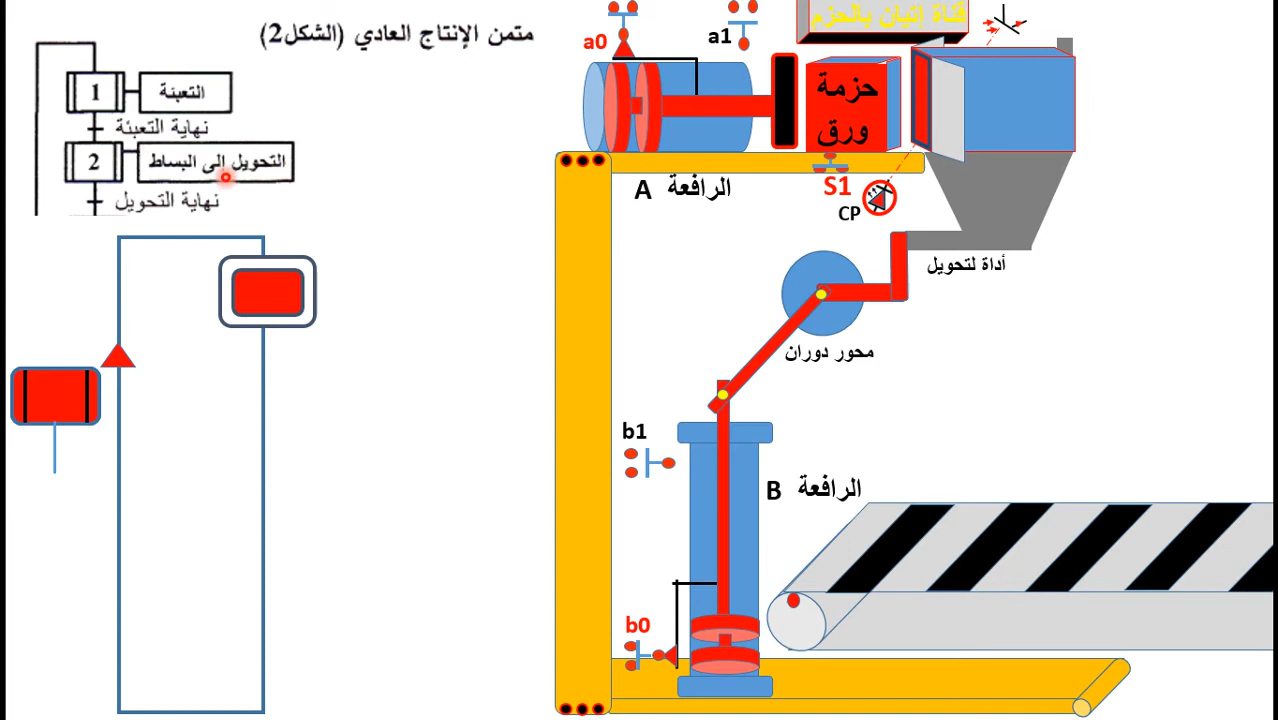 متمن الإنتاج العادي (الشكل2)
1
التعبئة
نهاية التعبئة
2
التحويل إلى البساط
نهاية التحويل
قناة إتيان بالحزم
a0
a1
حزمة
ورق
A الرافعة
S1
CP
أداة لتحويل
محور دوران
b1
B الرافعة
b0